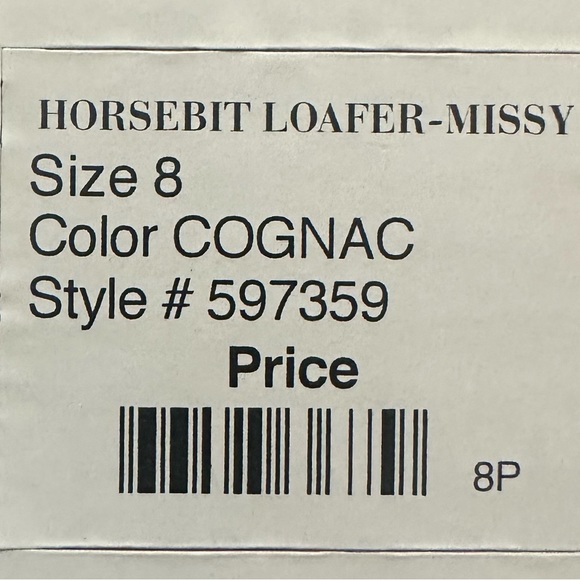 HORSEBIT LOAFER-MISSY
Size 8
Color COGNAC
Style # 597359
Price
8P